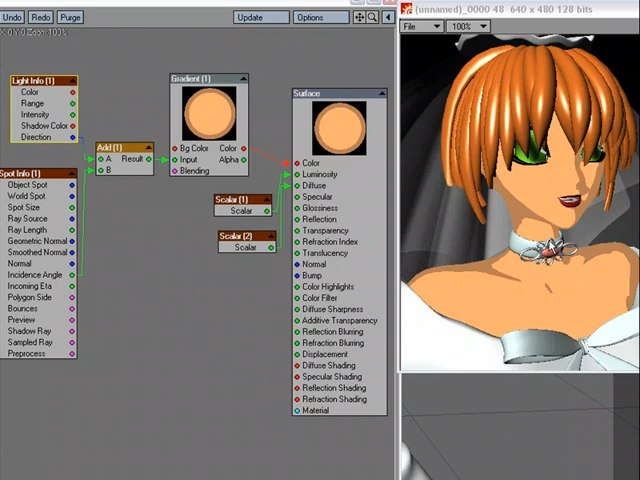 Undo Redo Purge Update Options
(unnamed)_0000 48 640 x 480 128 bits
File 100%
Zoom:100%
Light Info (1)
Color
Range
Intensity
Shadow Color
Direction
Spot Info (1)
Object Spot
World Spot
Spot Size
Ray Source
Ray Length
Geometric Normal
Smoothed Normal
Normal
Incidence Angle
Incoming Eta
Polygon Side
Bounces
Preview
Shadow Ray
Sampled Ray
Preprocess
Add (1)
A Result
B
Gradient (1)
Bg Color Color
Input Alpha
Blending
Scalar (1)
Scalar
Scalar (2)
Scalar
Surface
Color
Luminosity
Diffuse
Specular
Glossiness
Reflection
Transparency
Refraction Index
Translucency
Normal
Bump
Color Highlights
Color Filter
Diffuse Sharpness
Additive Transparency
Reflection Blurring
Refraction Blurring
Displacement
Diffuse Shading
Specular Shading
Reflection Shading
Refraction Shading
Material